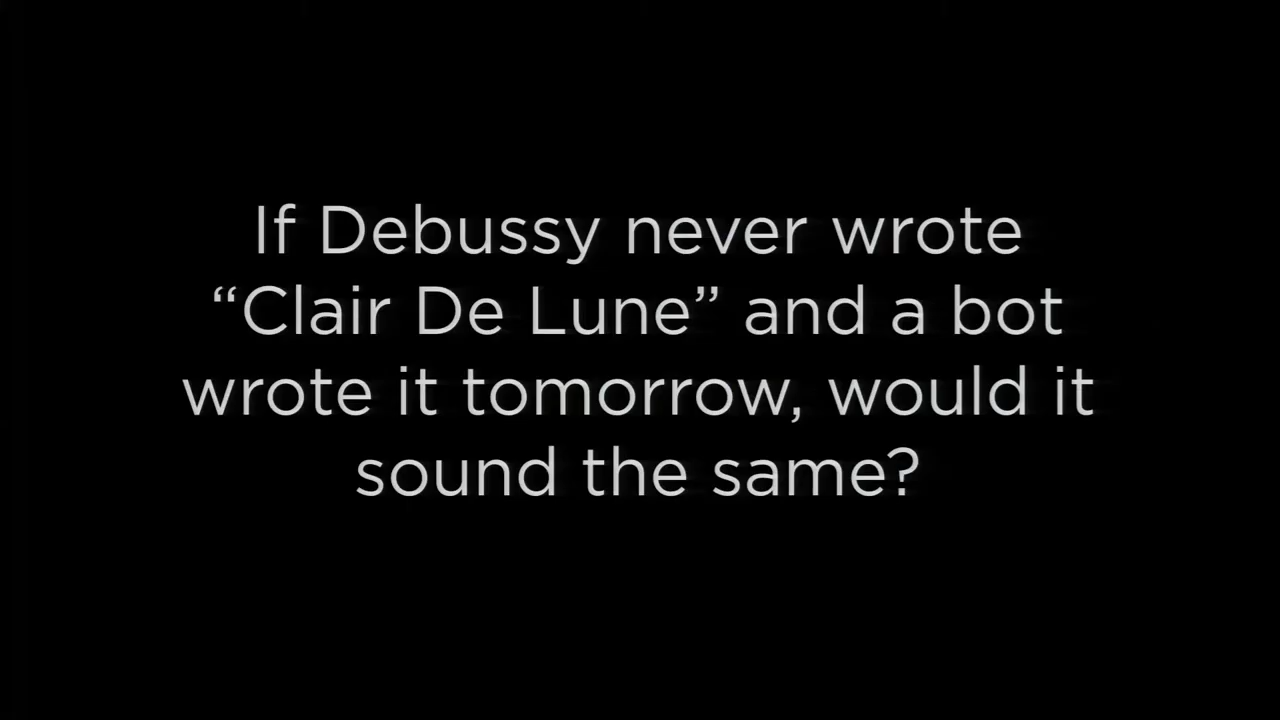 If Debussy never wrote
“Clair De Lune” and a bot
wrote it tomorrow, would it
sound the same?